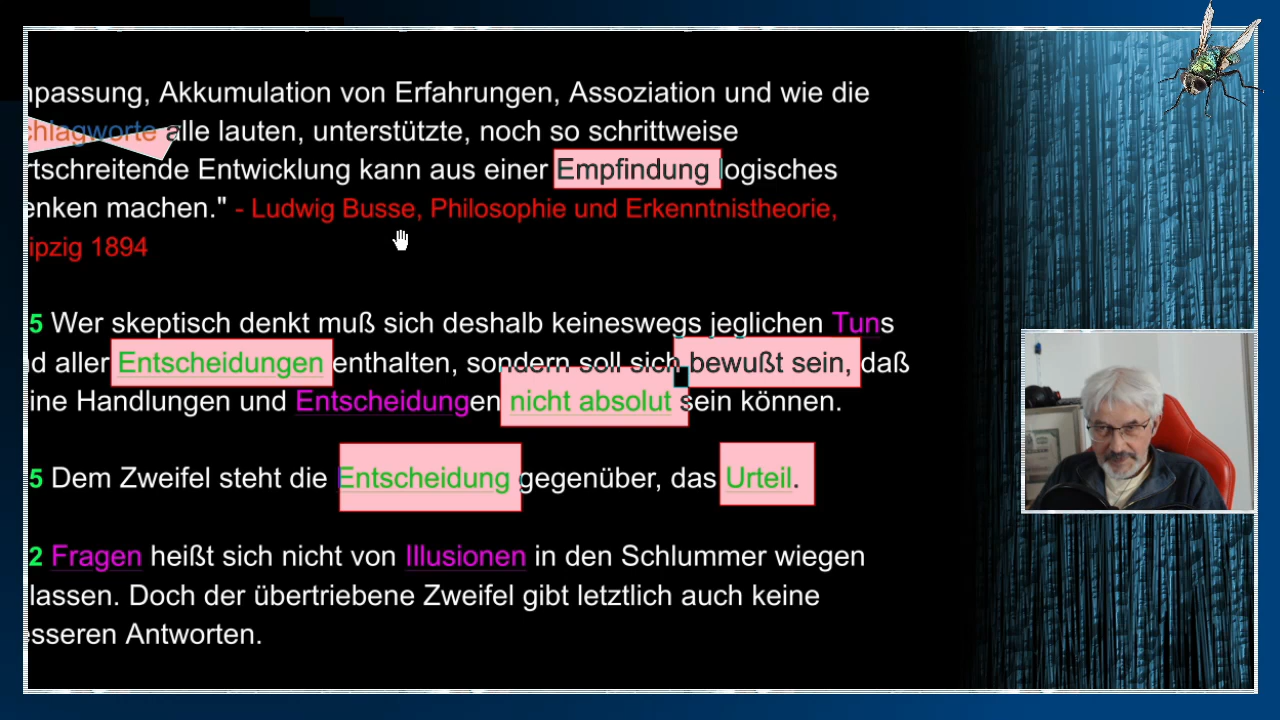 npassung, Akkumulation von Erfahrungen, Assoziation und wie die
chlagworte alle lauten, unterstützte, noch so schrittweise
rtschreitende Entwicklung kann aus einer Empfindung logisches
enken machen." - Ludwig Busse, Philosophie und Erkenntnistheorie,
ipzig 1894
5 Wer skeptisch denkt muß sich deshalb keineswegs jeglichen Tuns
d aller Entscheidungen enthalten, sondern soll sich bewußt sein, daß
ine Handlungen und Entscheidungen nicht absolut sein können.
5 Dem Zweifel steht die Entscheidung gegenüber, das Urteil.
2 Fragen heißt sich nicht von Illusionen in den Schlummer wiegen
lassen. Doch der übertriebene Zweifel gibt letztlich auch keine
esseren Antworten.